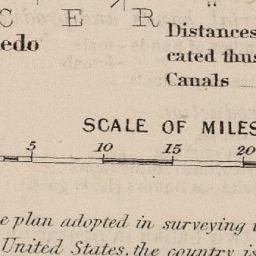 C E R
edo
Distances
cated thus
Canals
SCALE OF MILES
5 10 15 20
e plan adopted in surveying
United States, the country is